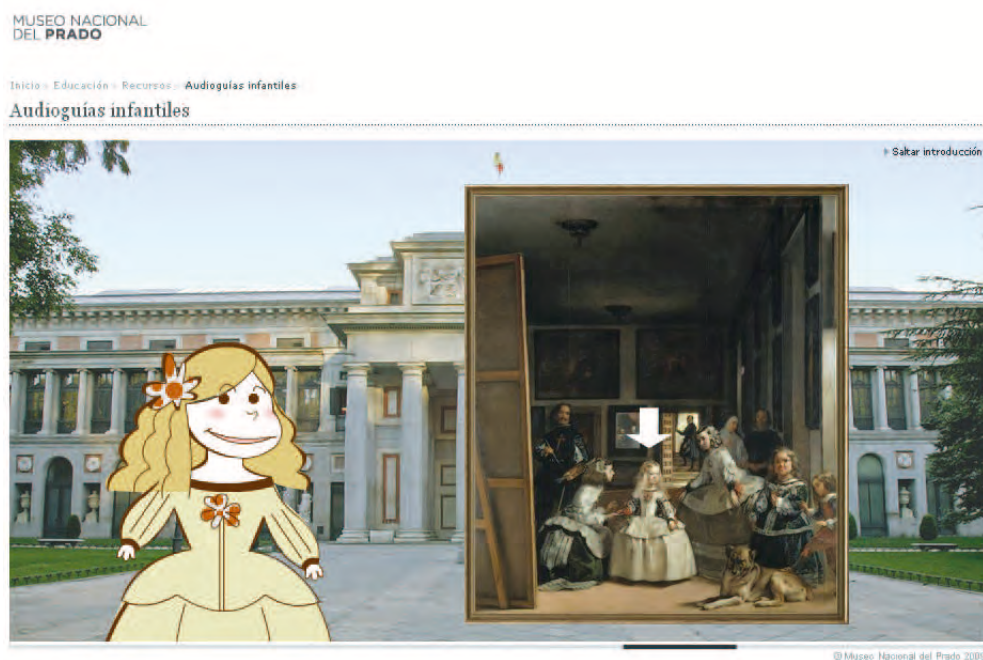 MUSEO NACIONAL
DEL PRADO
Inicio » Educación » Recursos » Audioguías infantiles
Audioguías infantiles
Saltar introducción
© Museo Nacional del Prado 2009